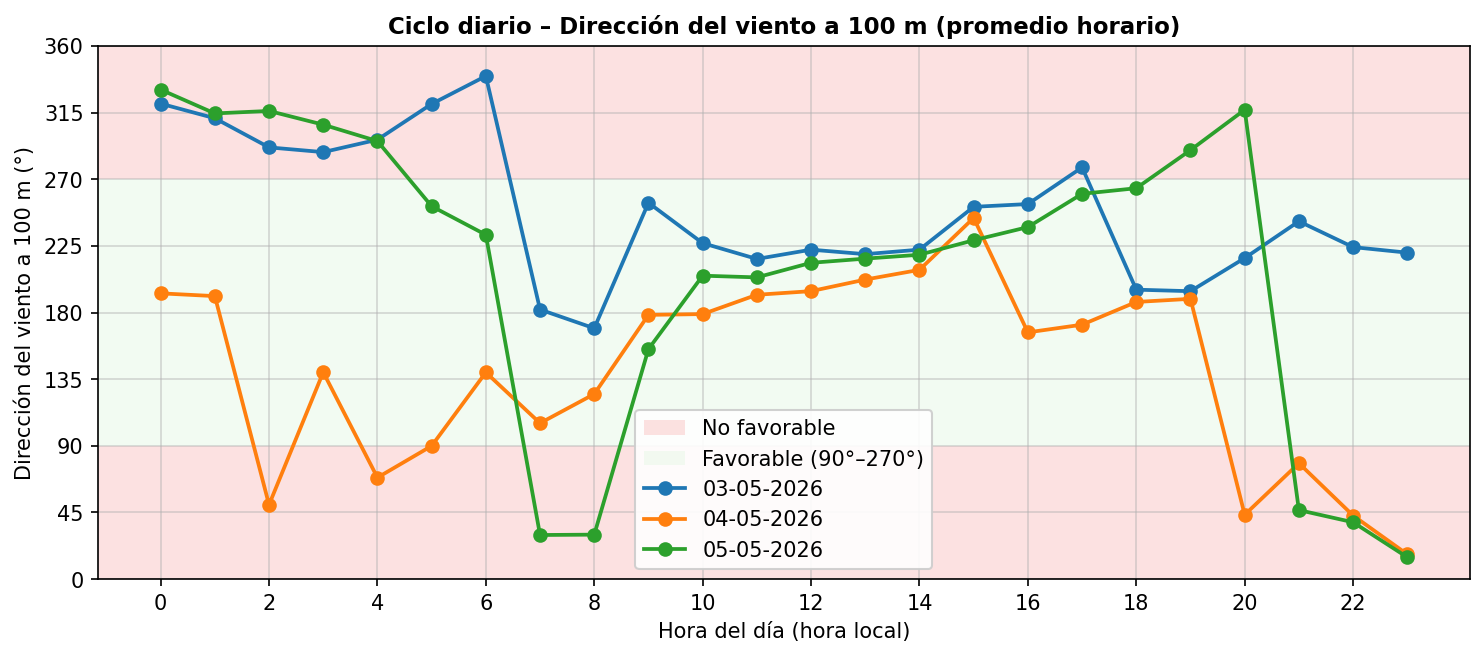 Ciclo diario – Dirección del viento a 100 m (promedio horario)
Dirección del viento a 100 m (°)
360
315
270
225
180
135
90
45
0
No favorable
Favorable (90°–270°)
03-05-2026
04-05-2026
05-05-2026
0 2 4 6 8 10 12 14 16 18 20 22
Hora del día (hora local)